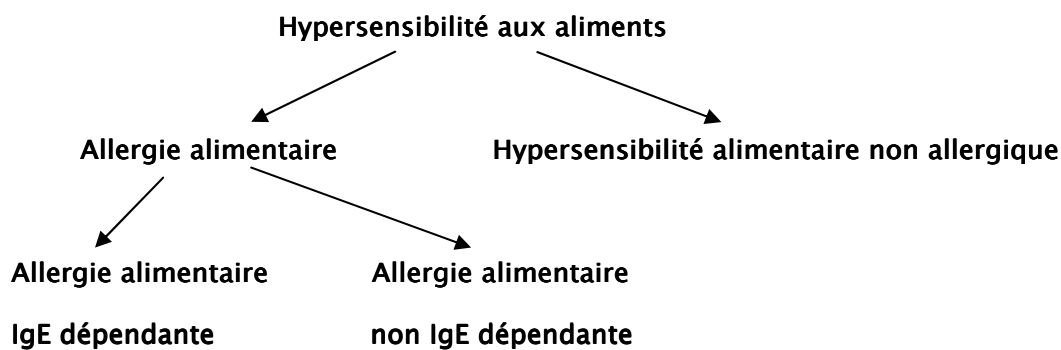 Hypersensibilité aux aliments
Allergie alimentaire
Hypersensibilité alimentaire non allergique
Allergie alimentaire
IgE dépendante
Allergie alimentaire
non IgE dépendante